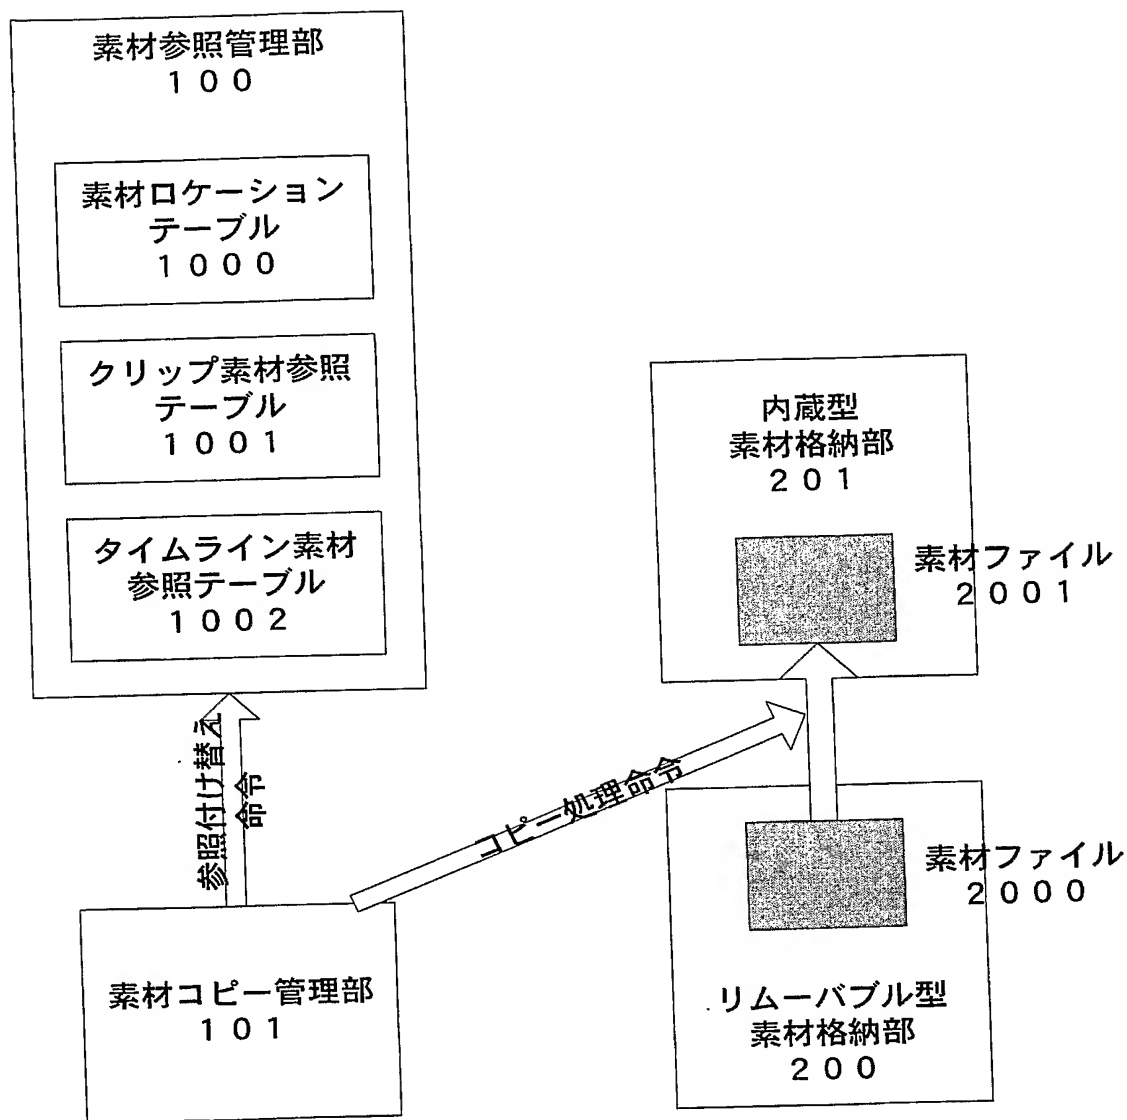 素材参照管理部
１００
素材ロケーション
テーブル
１０００
クリップ素材参照
テーブル
１００１
タイムライン素材
参照テーブル
１００２
参照付け替え
命令
コピー処理命令
素材コピー管理部
１０１
内蔵型
素材格納部
２０１
素材ファイル
２００１
素材ファイル
２０００
リムーバブル型
素材格納部
２００